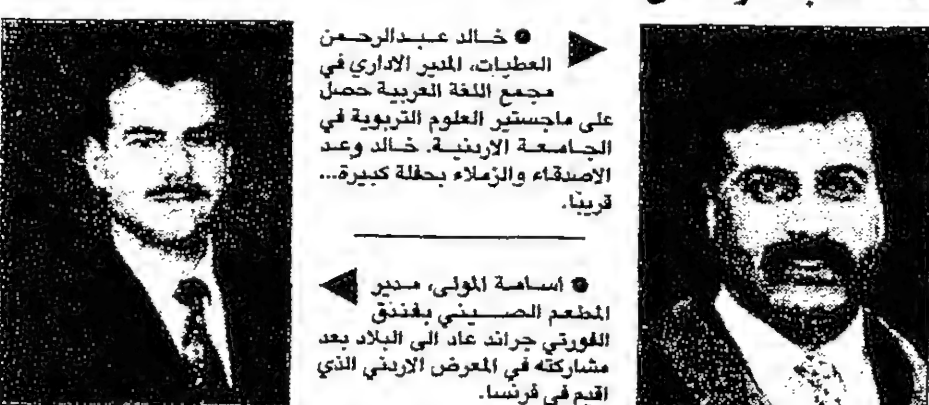 ● خالد عبدالرحمن
العطيات، المدير الاداري في
مجمع اللغة العربية حصل
على ماجستير العلوم التربوية في
الجامعة الاردنية. خالد وعد
الاصدقاء والزملاء بحفلة كبيرة...
قريبًا.
● اسامة المولى، مدير
المطعم الصيني بفندق
الفورتي جراند عاد الى البلاد بعد
مشاركته في المعرض الاردني الذي
اقيم في فرنسا.